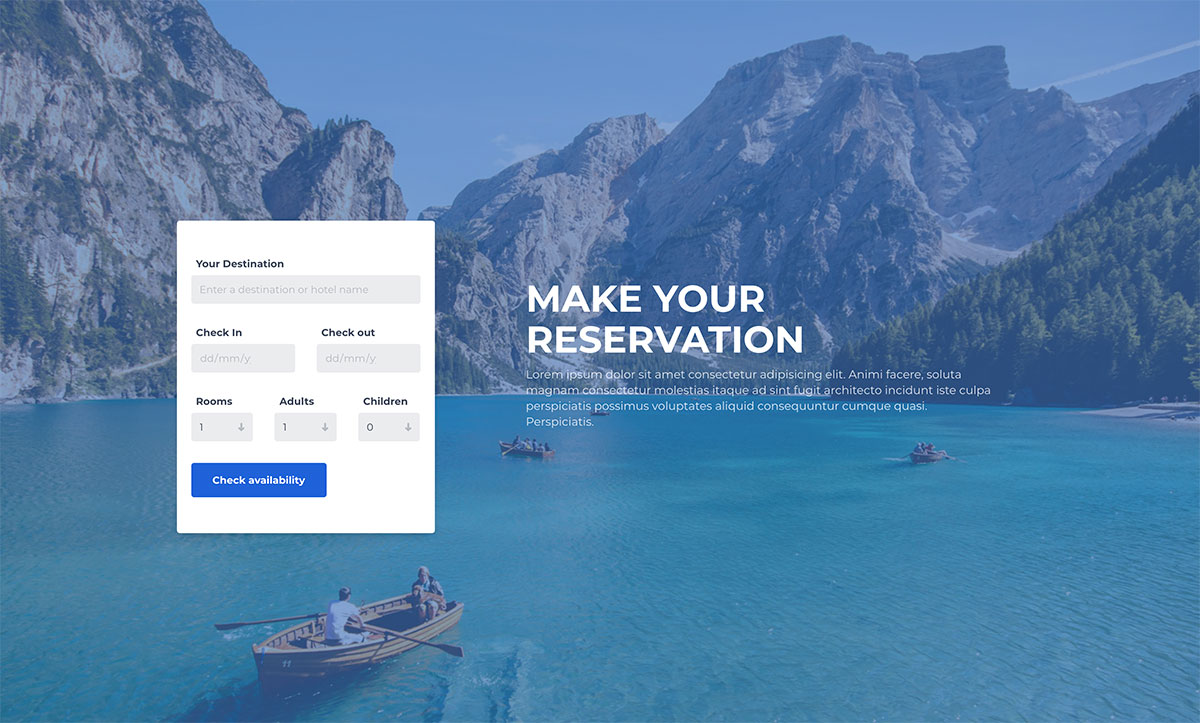 Your Destination
Enter a destination or hotel name
Check In
Check out
dd/mm/y
dd/mm/y
Rooms
Adults
Children
1
1
0
Check availability
MAKE YOUR
RESERVATION
Lorem ipsum dolor sit amet consectetur adipisicing elit. Animi facere, soluta
magnam consectetur molestias itaque ad sint fugit architecto incidunt iste culpa
perspiciatis possimus voluptates aliquid consequuntur cumque quasi.
Perspiciatis.
11